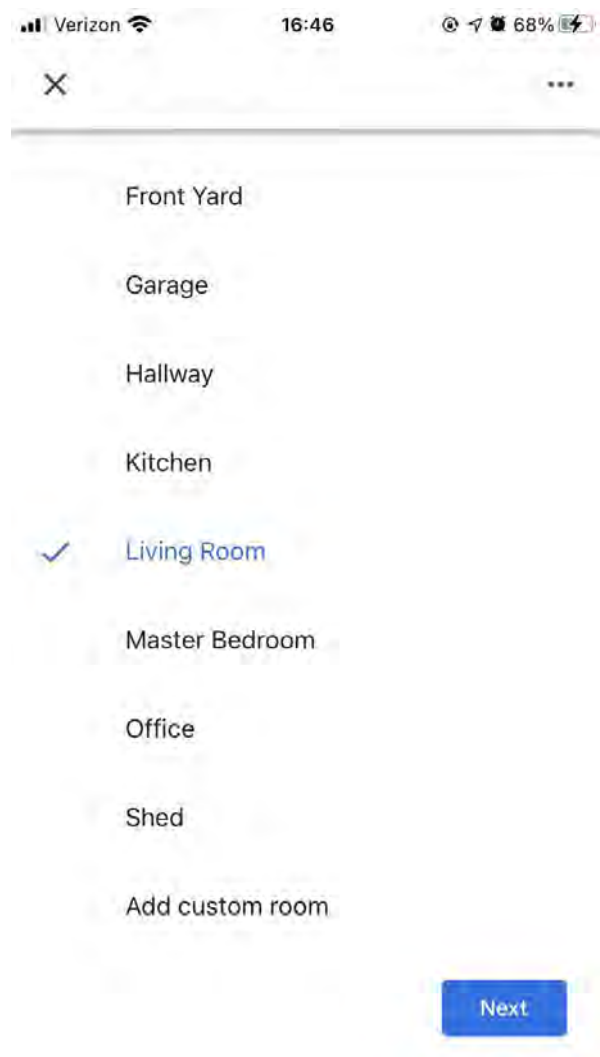 Verizon 16:46 68%
Front Yard
Garage
Hallway
Kitchen
Living Room
Master Bedroom
Office
Shed
Add custom room
Next